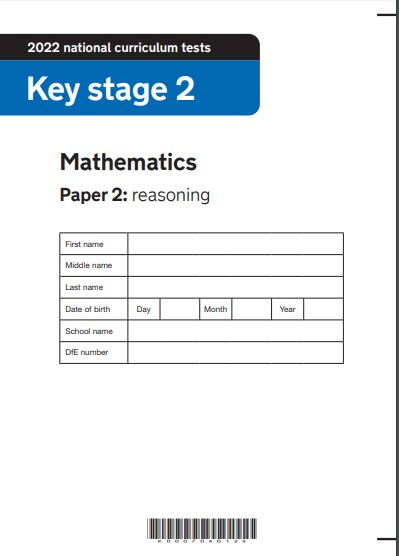 2022 national curriculum tests
Key stage 2
Mathematics
Paper 2: reasoning
First name
Middle name
Last name
Date of birth Day Month Year
School name
DfE number
K00070A0124